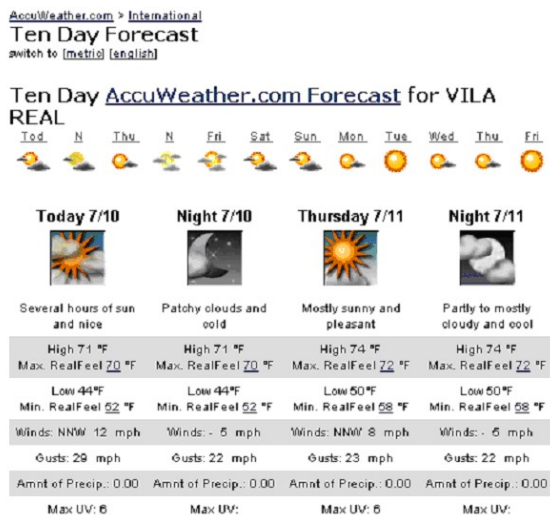 AccuWeather.com > International
Ten Day Forecast
switch to [metric] [english]
Ten Day AccuWeather.com Forecast for VILA
REAL
Tod N Thu N Fri Sat Sun Mon Tue Wed Thu Fri
Today 7/10 Night 7/10 Thursday 7/11 Night 7/11
Several hours of sun Patchy clouds and Mostly sunny and Partly to mostly
and nice cold pleasant cloudy and cool
High 71 °F High 71 °F High 74 °F High 74 °F
Max. RealFeel 70 °F Max. RealFeel 70 °F Max. RealFeel 72 °F Max. RealFeel 72 °F
Low 44°F Low 44°F Low 50°F Low 50°F
Min. RealFeel 52 °F Min. RealFeel 52 °F Min. RealFeel 58 °F Min. RealFeel 58 °F
Winds: NNW 12 mph Winds: - 5 mph Winds: NNW 8 mph Winds: - 5 mph
Gusts: 29 mph Gusts: 22 mph Gusts: 23 mph Gusts: 22 mph
Amnt of Precip.: 0.00 Amnt of Precip.: 0.00 Amnt of Precip.: 0.00 Amnt of Precip.: 0.00
Max UV: 6 Max UV: Max UV: 6 Max UV: